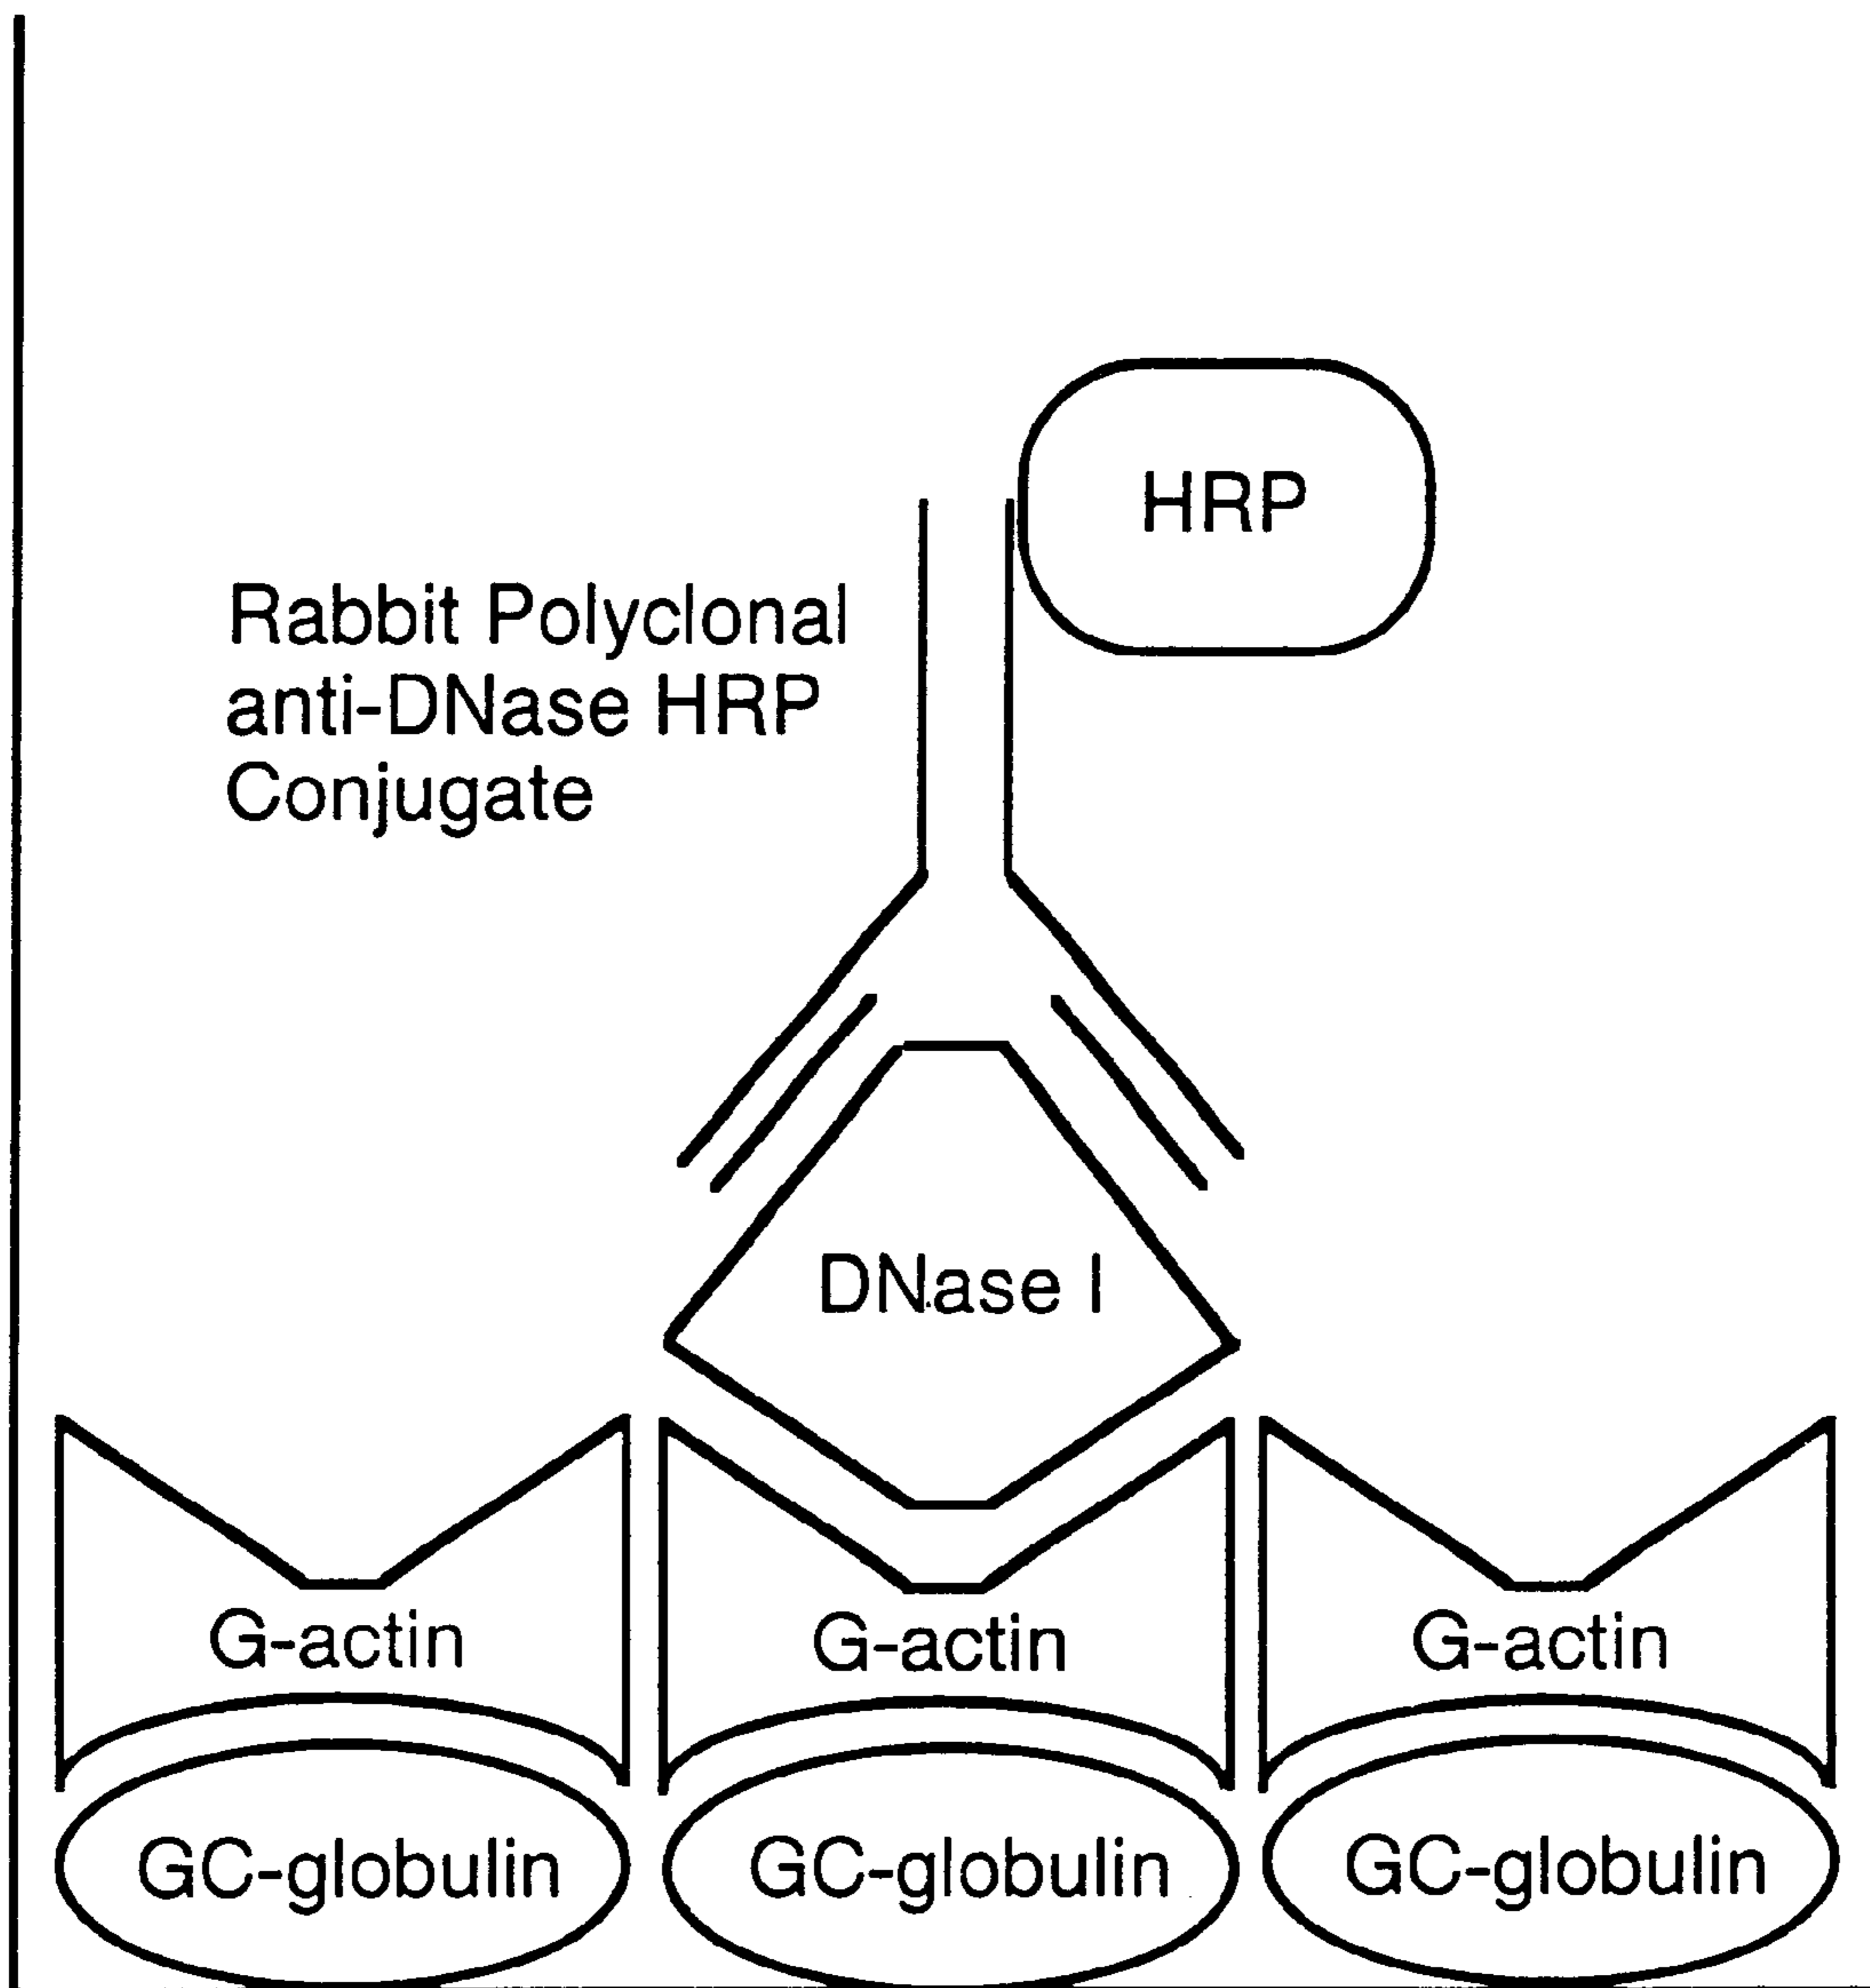 HRP
Rabbit Polyclonal
anti-DNase HRP
Conjugate
DNase I
G-actin
G-actin
G-actin
GC-globulin
GC-globulin
GC-globulin